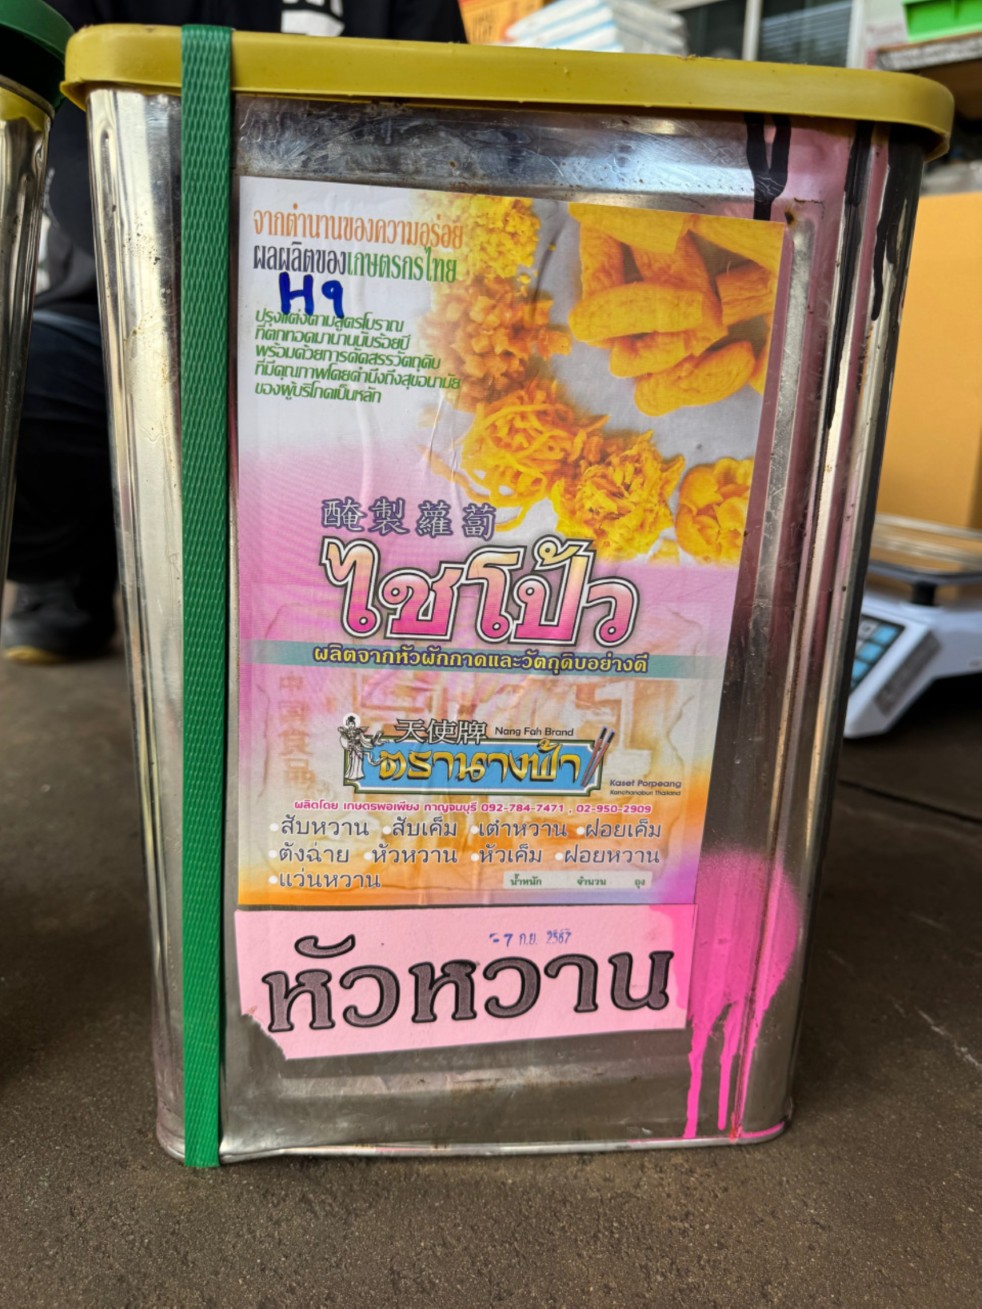 จากตำนานของความอร่อย
ผลผลิตของเกษตรกรไทย
H9
ปรุงแต่งตามสูตรโบราณ
ที่ตกทอดมานานนับร้อยปี
พร้อมด้วยการคัดสรรวัตถุดิบ
ที่มีคุณภาพโดยคำนึงถึงสุขอนามัย
ของผู้บริโภคเป็นหลัก
醃製蘿蔔
ไชโป้ว
ผลิตจากหัวผักกาดและวัตถุดิบอย่างดี
天使牌 Nang Fah Brand
ตรานางฟ้า
Kaset Porpeang
Kanchanaburi Thailand
ผลิตโดย เกษตรพอเพียง กาญจนบุรี 092-784-7471 , 02-950-2909
•สับหวาน •สับเค็ม •เต๋าหวาน •ฝอยเค็ม
•ตังฉ่าย •หัวหวาน •หัวเค็ม •ฝอยหวาน
•แว่นหวาน น้ำหนัก จำนวน ถุง
-7 ก.ย. 2567
หัวหวาน